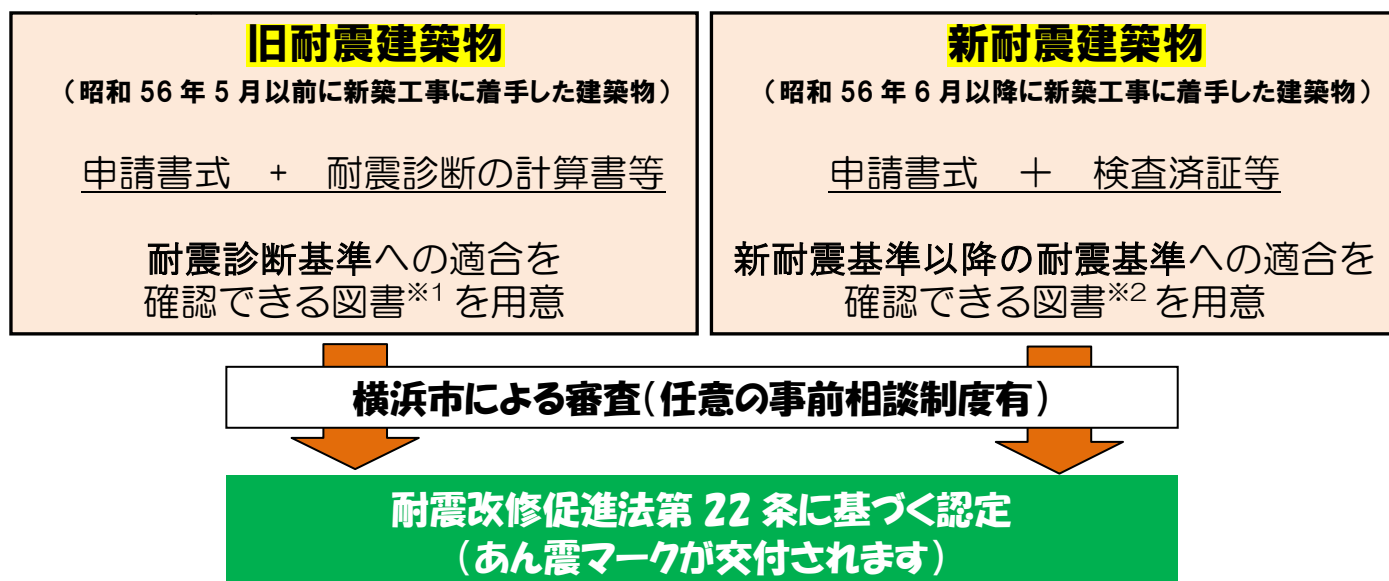 旧耐震建築物
（昭和 56 年 5 月以前に新築工事に着手した建築物）
申請書式　+　耐震診断の計算書等
耐震診断基準への適合を
確認できる図書※1 を用意
新耐震建築物
（昭和 56 年 6 月以降に新築工事に着手した建築物）
申請書式　＋　検査済証等
新耐震基準以降の耐震基準への適合を
確認できる図書※2 を用意
横浜市による審査（任意の事前相談制度有）
耐震改修促進法第 22 条に基づく認定
（あん震マークが交付されます）